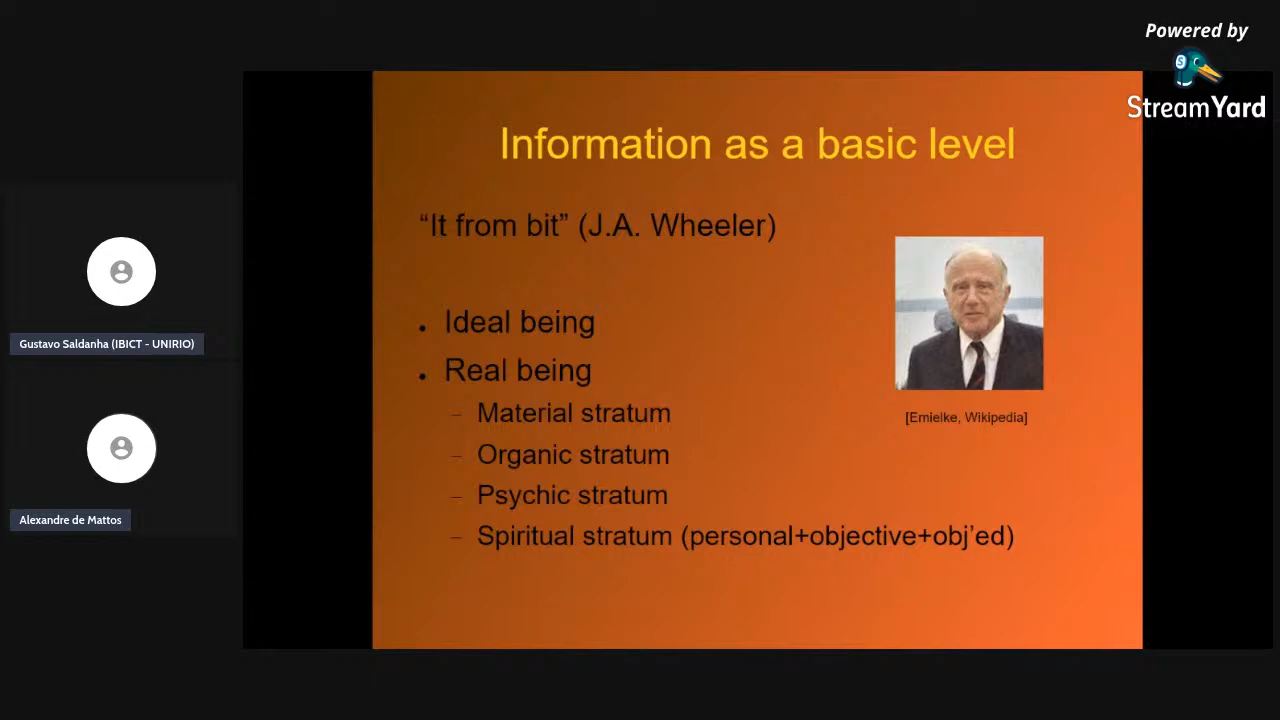 Powered by
StreamYard
Information as a basic level
“It from bit” (J.A. Wheeler)
• Ideal being
• Real being
– Material stratum
– Organic stratum
– Psychic stratum
– Spiritual stratum (personal+objective+obj’ed)
[Emielke, Wikipedia]
Gustavo Saldanha (IBICT - UNIRIO)
Alexandre de Mattos